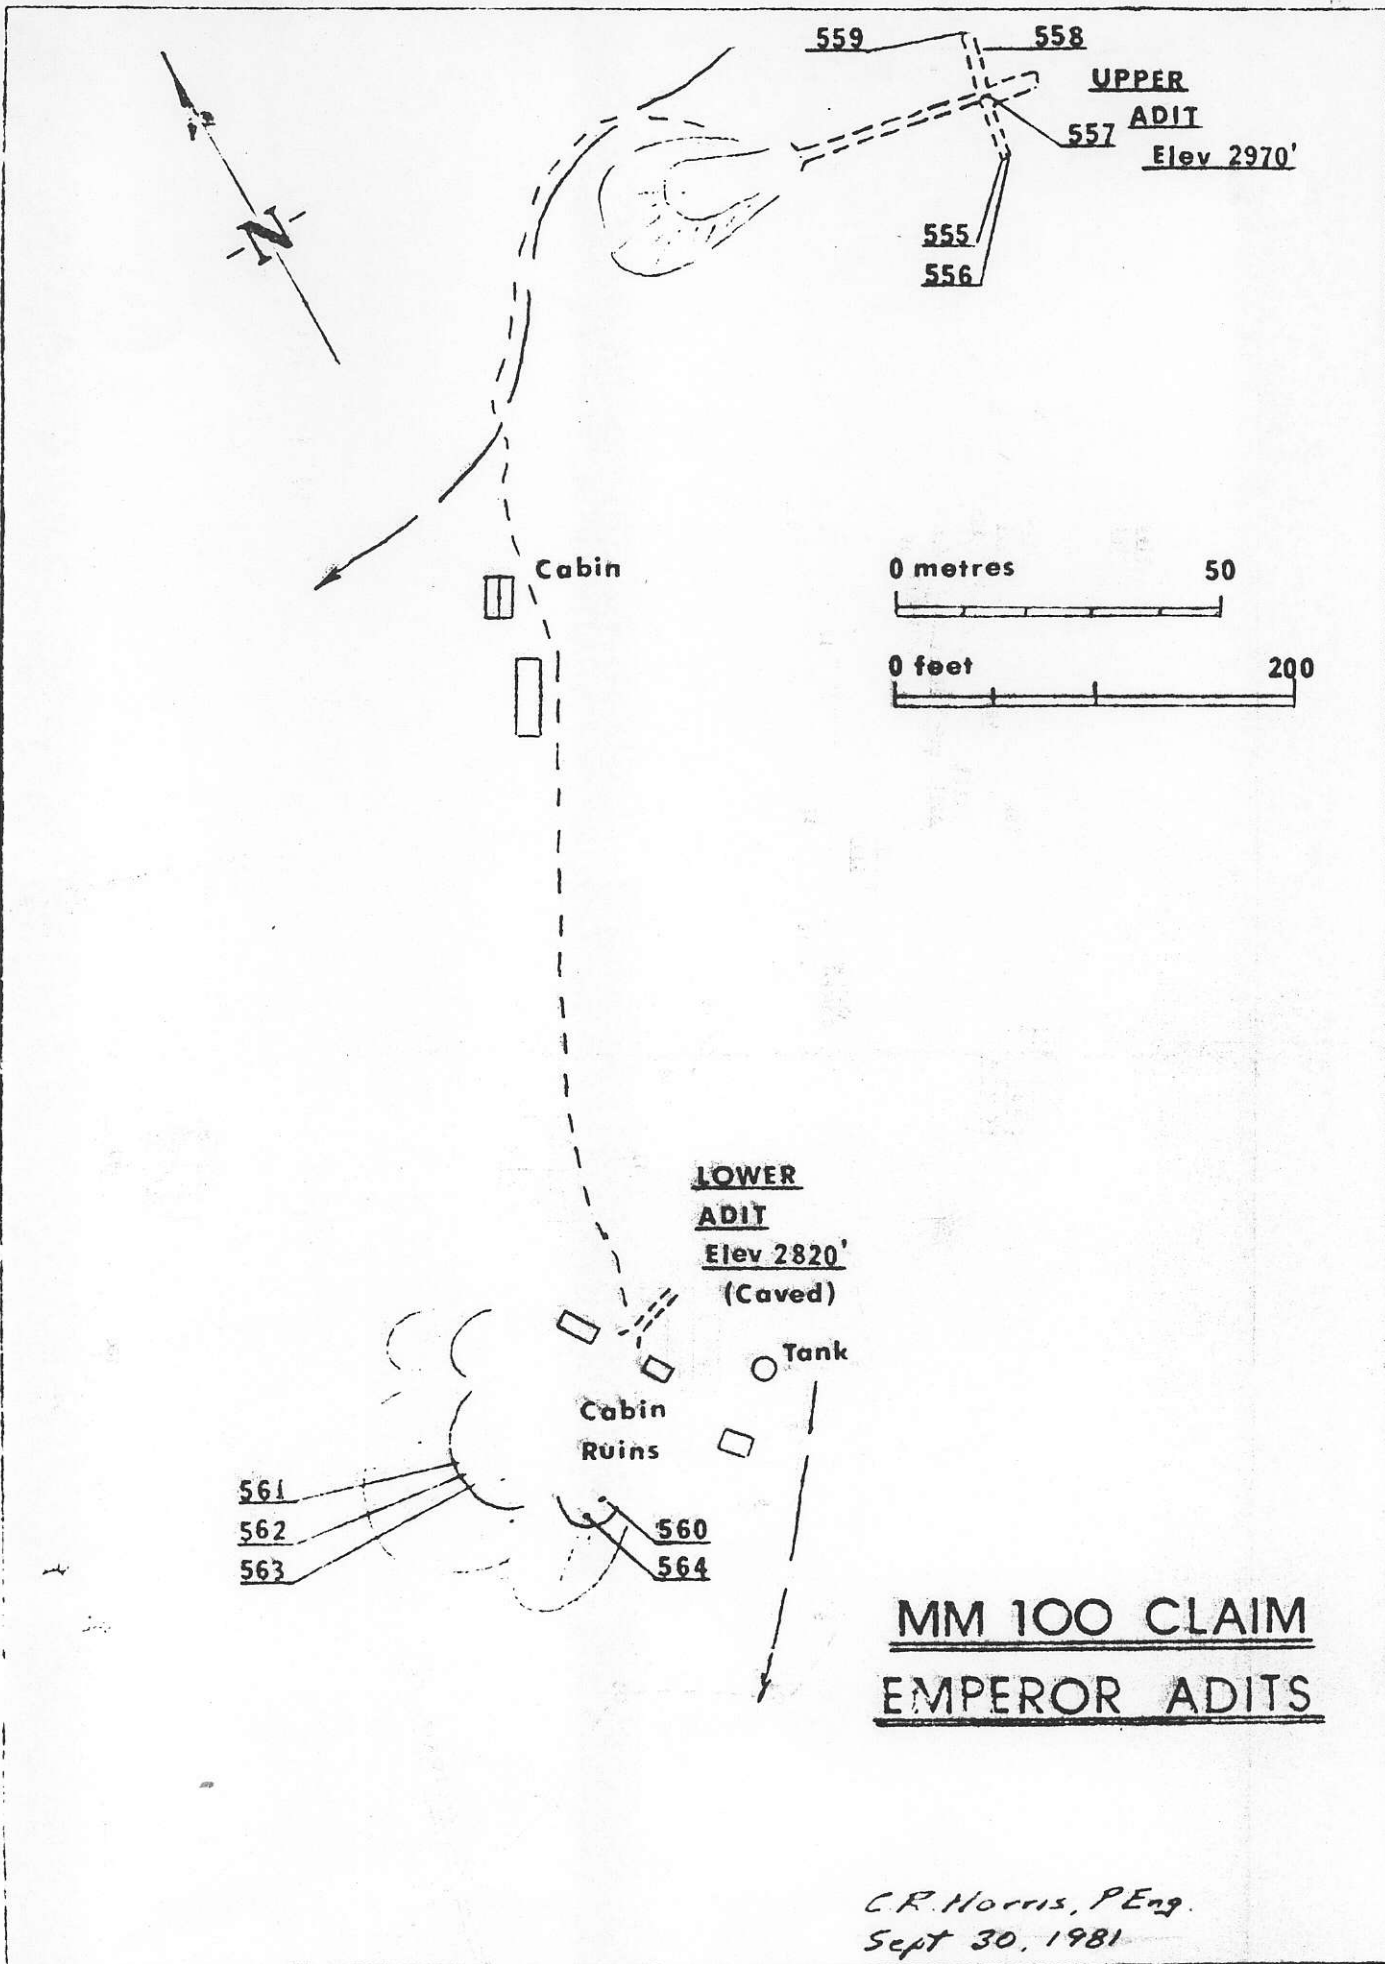 559
558
UPPER
ADIT
557
Elev 2970'
555
556
N
Cabin
0 metres 50
0 feet 200
LOWER
ADIT
Elev 2820'
(Caved)
Tank
Cabin
Ruins
561
562
563
560
564
MM 100 CLAIM
EMPEROR ADITS
C.R. Morris, P Eng.
Sept 30, 1981